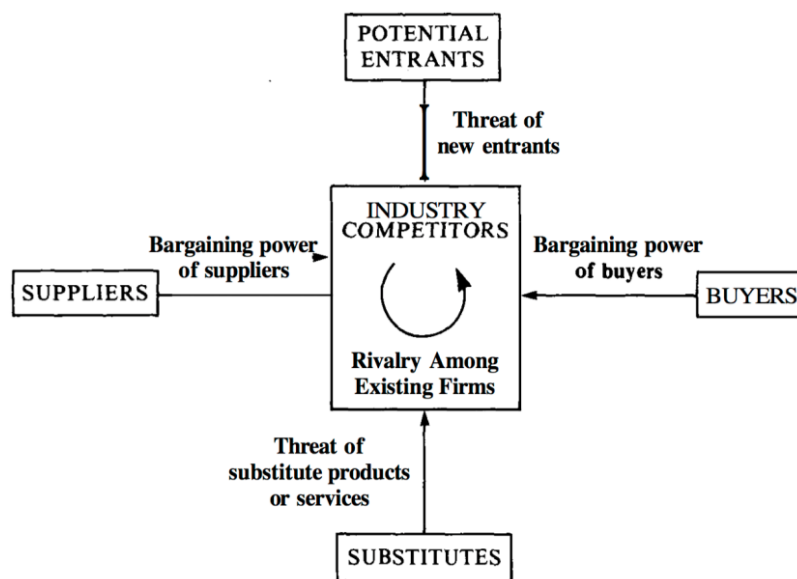 POTENTIAL
ENTRANTS
Threat of
new entrants
INDUSTRY
COMPETITORS
Bargaining power
of suppliers
Bargaining power
of buyers
SUPPLIERS
BUYERS
Rivalry Among
Existing Firms
Threat of
substitute products
or services
SUBSTITUTES